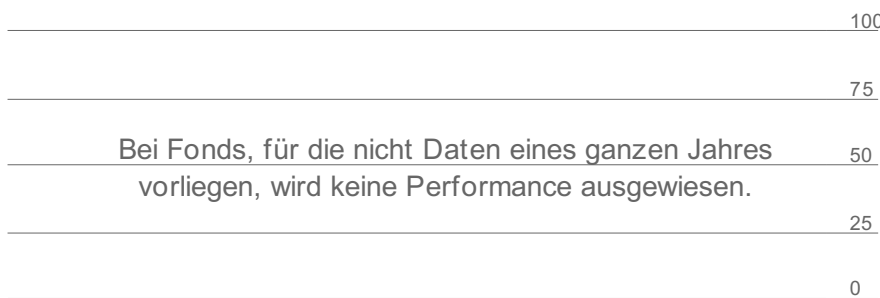 100
75
Bei Fonds, für die nicht Daten eines ganzen Jahres
50
vorliegen, wird keine Performance ausgewiesen.
25
0